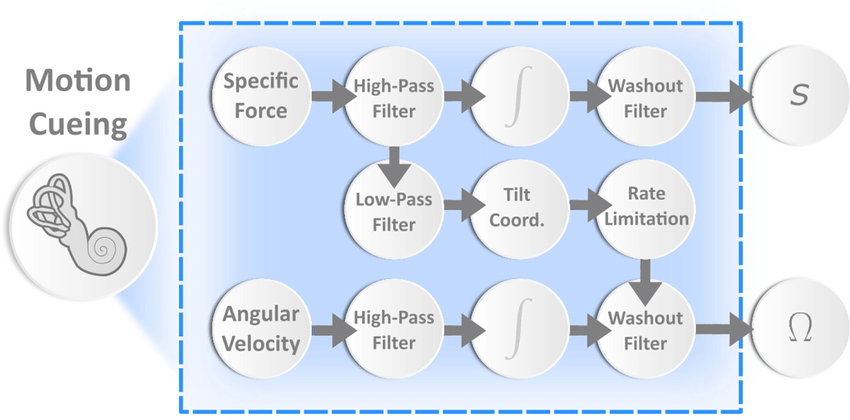 Motion
Cueing
Specific
Force
High-Pass
Filter
∫
Washout
Filter
S
Low-Pass
Filter
Tilt
Coord.
Rate
Limitation
Angular
Velocity
High-Pass
Filter
∫
Washout
Filter
Ω